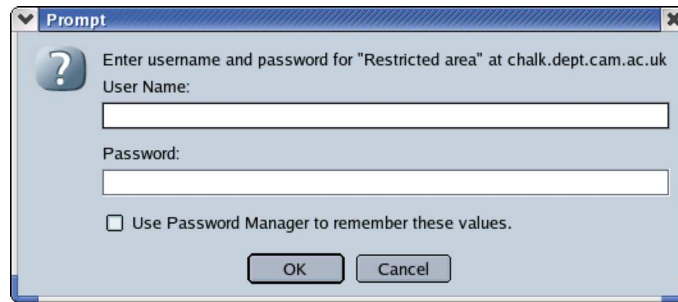 Prompt
Enter username and password for "Restricted area" at chalk.dept.cam.ac.uk
User Name:
Password:
Use Password Manager to remember these values.
OK Cancel